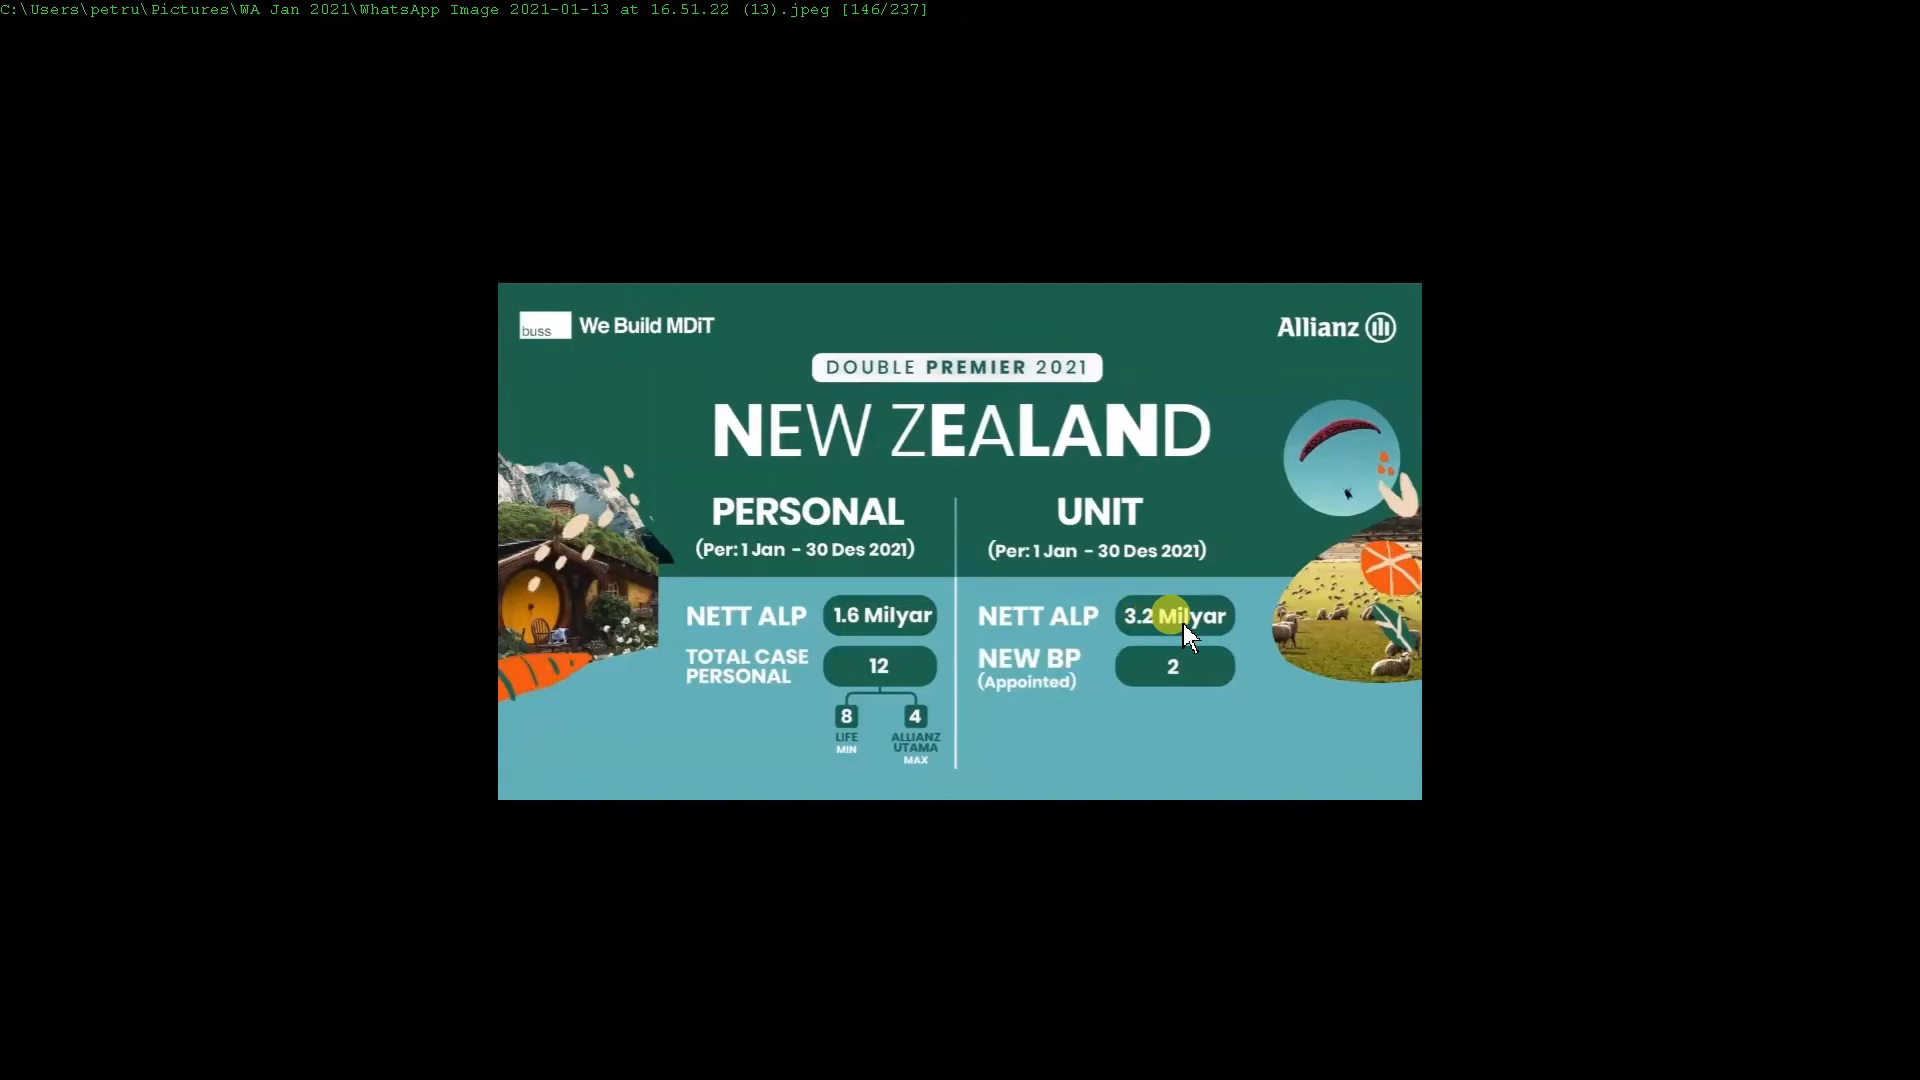 C:\Users\petru\Pictures\WA Jan 2021\WhatsApp Image 2021-01-13 at 16.51.22 (13).jpeg [146/237]
buss We Build MDiT
Allianz
DOUBLE PREMIER 2021
NEW ZEALAND
PERSONAL
(Per: 1 Jan - 30 Des 2021)
NETT ALP 1.6 Milyar
TOTAL CASE
PERSONAL
12
8
LIFE
MIN
4
ALLIANZ
UTAMA
MAX
UNIT
(Per: 1 Jan - 30 Des 2021)
NETT ALP 3.2 Milyar
NEW BP
(Appointed)
2